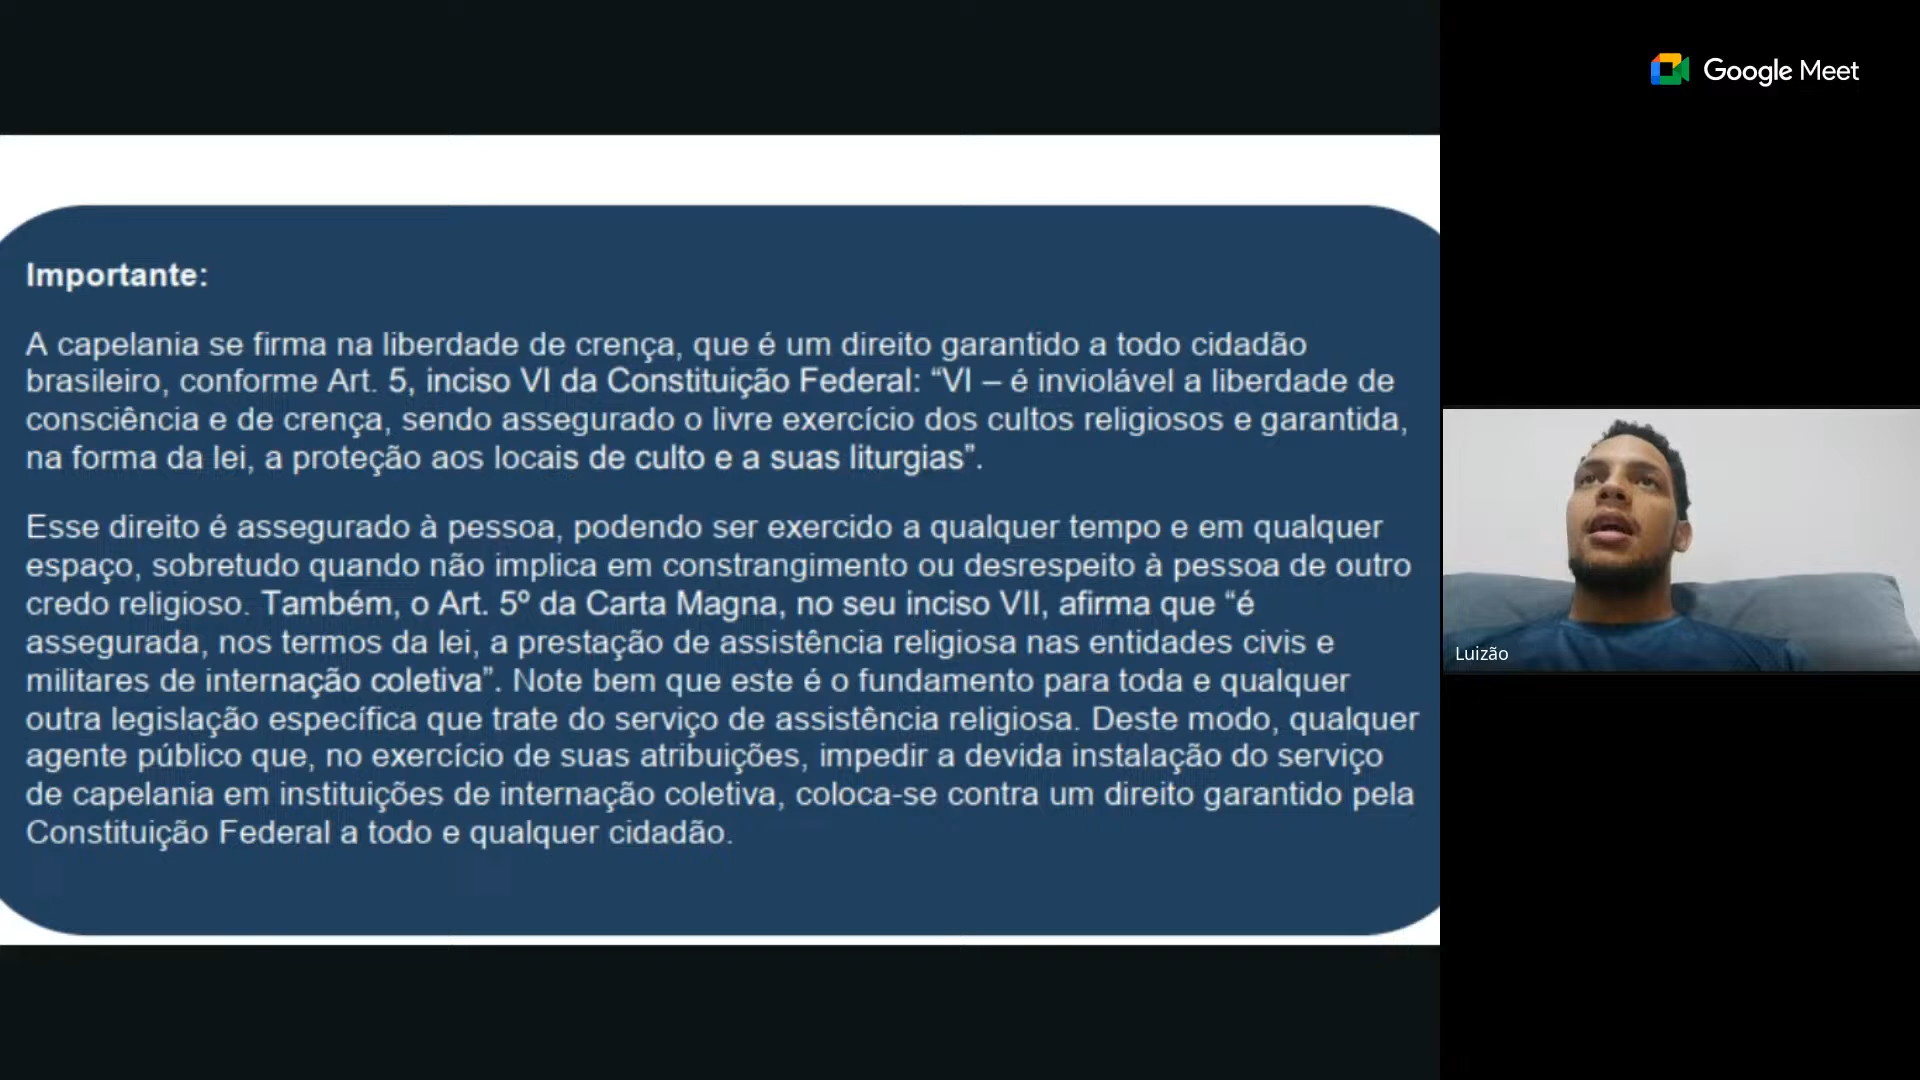 Google Meet
Importante:
A capelania se firma na liberdade de crença, que é um direito garantido a todo cidadão
brasileiro, conforme Art. 5, inciso VI da Constituição Federal: “VI – é inviolável a liberdade de
consciência e de crença, sendo assegurado o livre exercício dos cultos religiosos e garantida,
na forma da lei, a proteção aos locais de culto e a suas liturgias”.
Esse direito é assegurado à pessoa, podendo ser exercido a qualquer tempo e em qualquer
espaço, sobretudo quando não implica em constrangimento ou desrespeito à pessoa de outro
credo religioso. Também, o Art. 5º da Carta Magna, no seu inciso VII, afirma que “é
assegurada, nos termos da lei, a prestação de assistência religiosa nas entidades civis e
militares de internação coletiva”. Note bem que este é o fundamento para toda e qualquer
outra legislação específica que trate do serviço de assistência religiosa. Deste modo, qualquer
agente público que, no exercício de suas atribuições, impedir a devida instalação do serviço
de capelania em instituições de internação coletiva, coloca-se contra um direito garantido pela
Constituição Federal a todo e qualquer cidadão.
Luizão